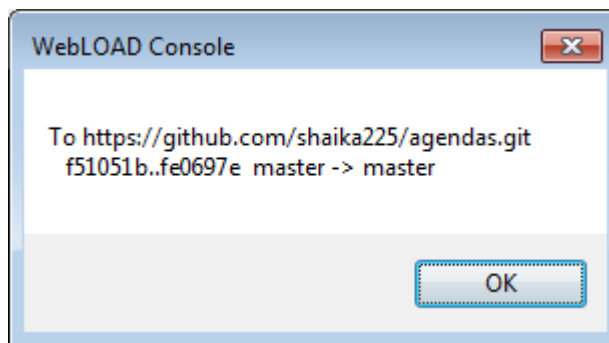 WebLOAD Console
To https://github.com/shaika225/agendas.git
f51051b..fe0697e master -> master
OK